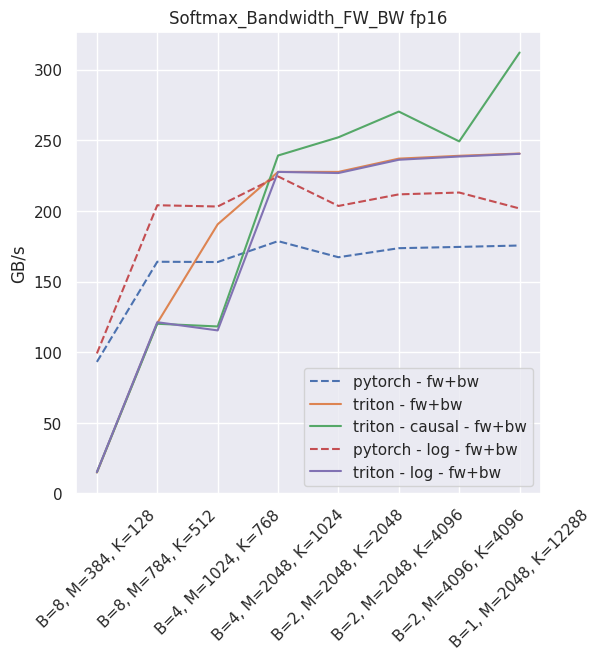 Softmax_Bandwidth_FW_BW fp16
GB/s
300
250
200
150
100
50
0
pytorch - fw+bw
triton - fw+bw
triton - causal - fw+bw
pytorch - log - fw+bw
triton - log - fw+bw
B=8, M=384, K=128
B=8, M=784, K=512
B=4, M=1024, K=768
B=4, M=2048, K=1024
B=2, M=2048, K=2048
B=2, M=2048, K=4096
B=2, M=4096, K=4096
B=1, M=2048, K=12288